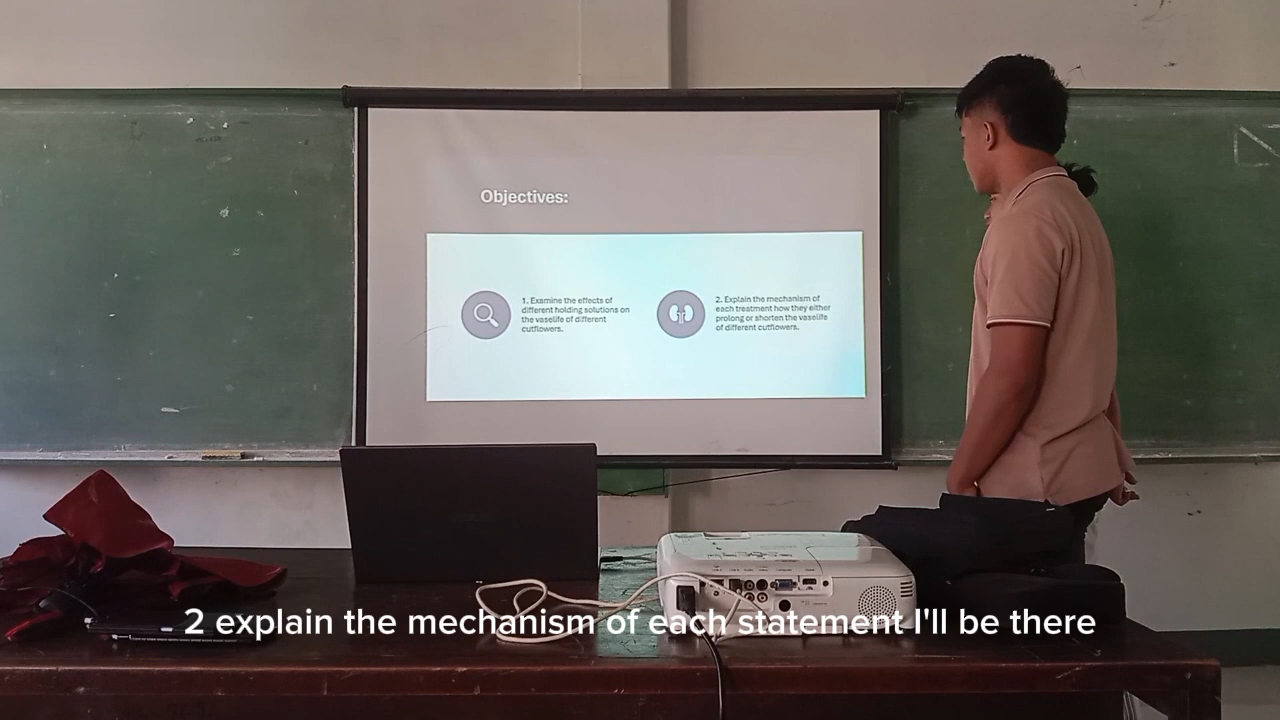 Objectives:
1. Examine the effects of
different holding solutions on
the vaselife of different
cutflowers.
2. Explain the mechanism of
each treatment how they either
prolong or shorten the vaselife
of different cutflowers.
2 explain the mechanism of each statement I'll be there